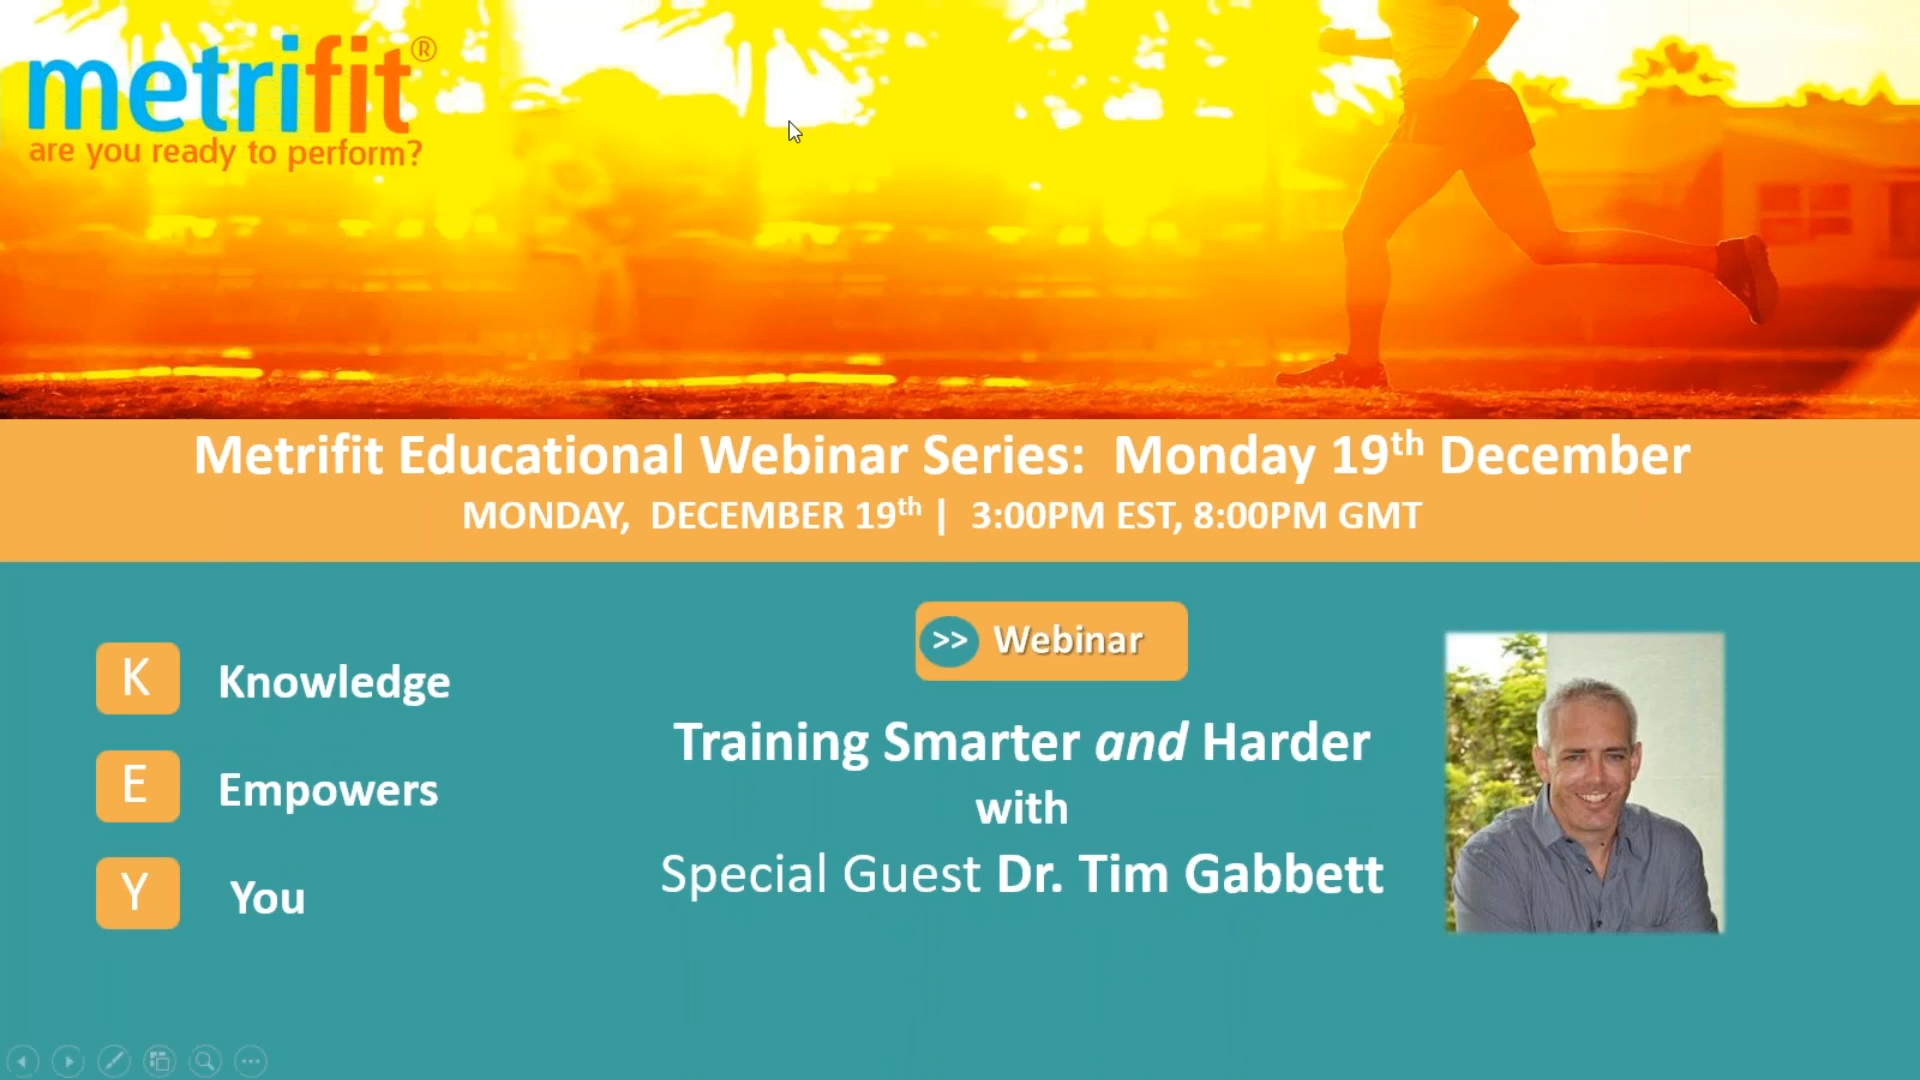 metrifit®
are you ready to perform?
Metrifit Educational Webinar Series: Monday 19th December
MONDAY, DECEMBER 19th | 3:00PM EST, 8:00PM GMT
K Knowledge
E Empowers
Y You
>> Webinar
Training Smarter and Harder
with
Special Guest Dr. Tim Gabbett